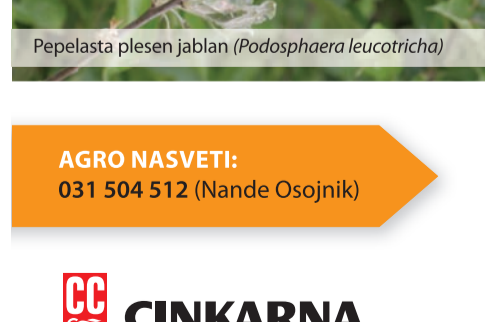 Pepelasta plesen jablan (Podosphaera leucotricha)
AGRO NASVETI:
031 504 512 (Nande Osojnik)
CC
CINKARNA